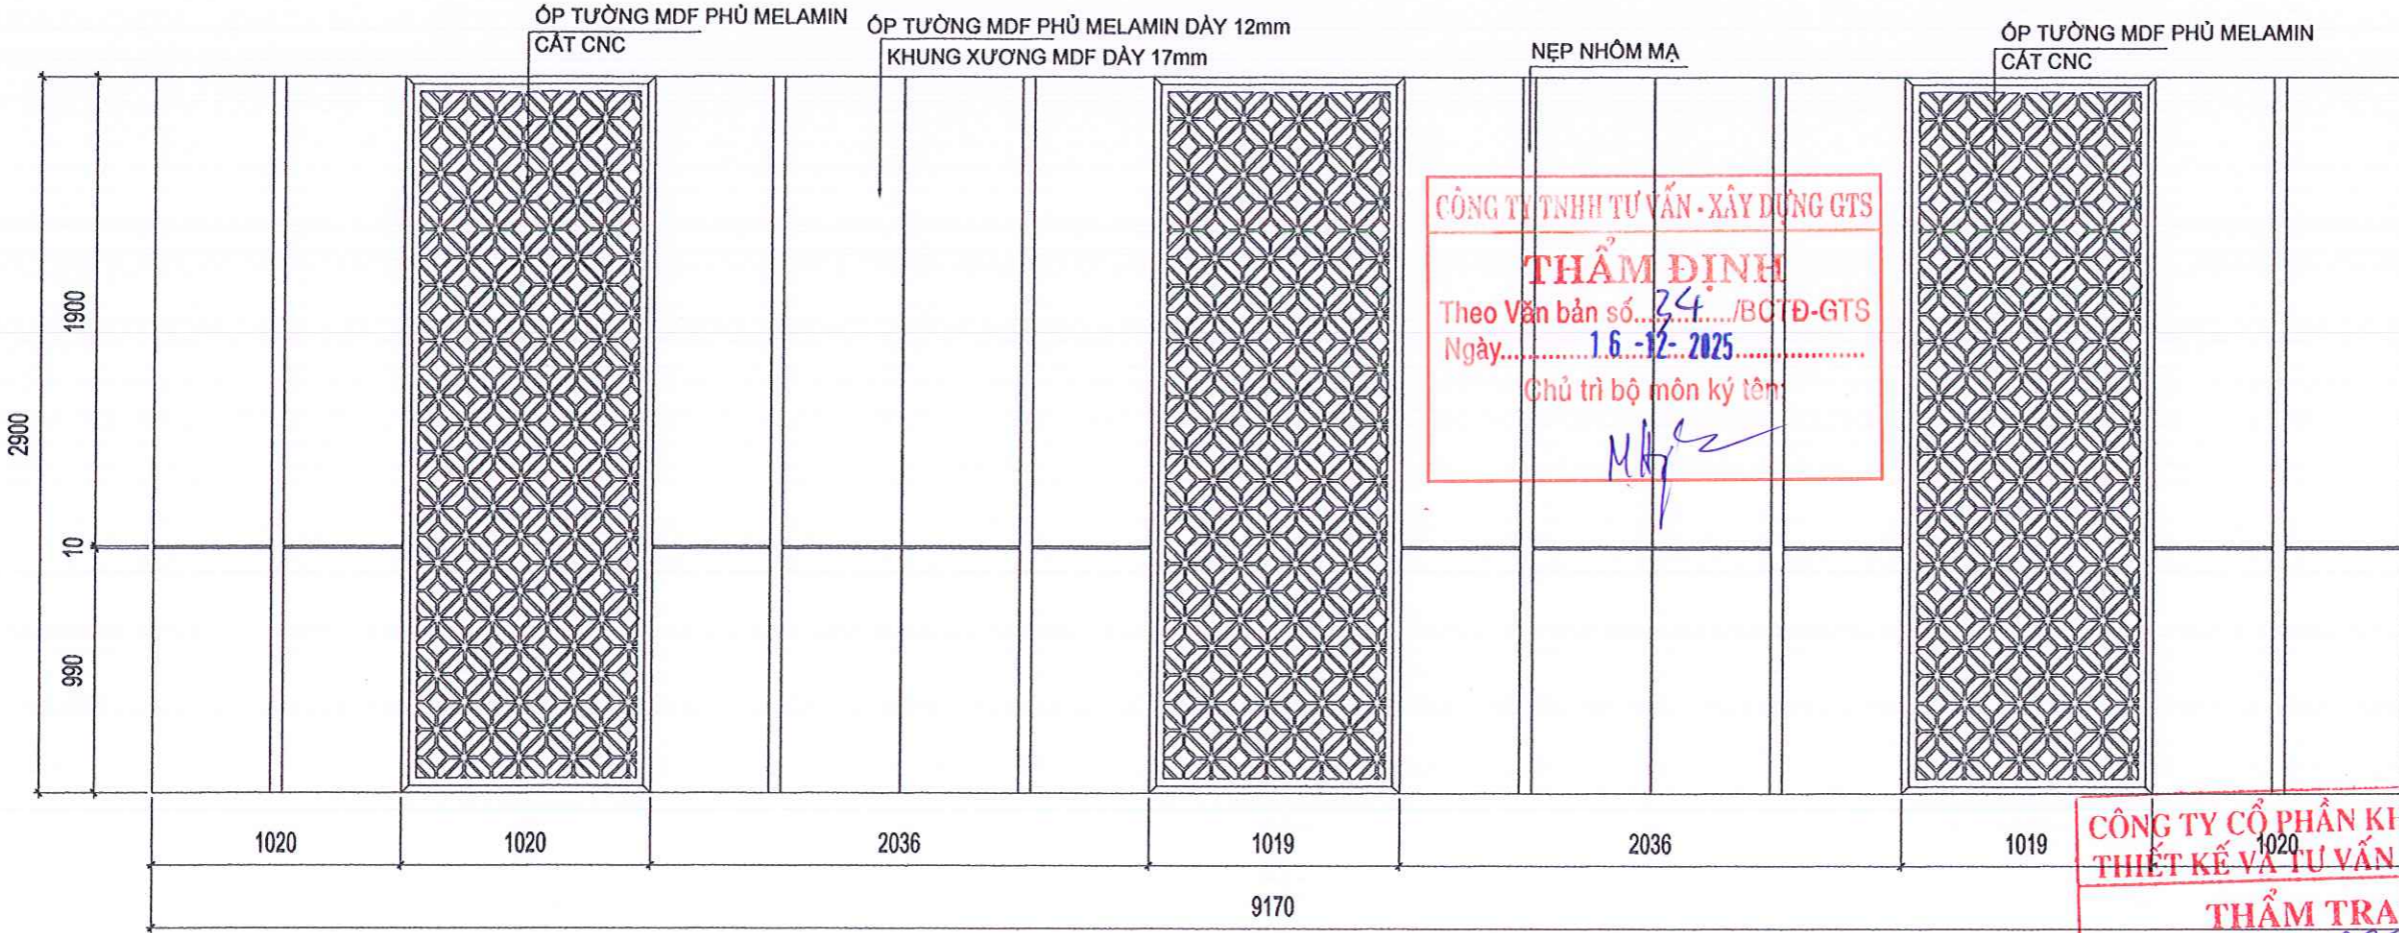 ỐP TƯỜNG MDF PHỦ MELAMIN
CẮT CNC
ỐP TƯỜNG MDF PHỦ MELAMIN DÀY 12mm
KHUNG XƯƠNG MDF DÀY 17mm
NẸP NHÔM MẠ
ỐP TƯỜNG MDF PHỦ MELAMIN
CẮT CNC
CÔNG TY TNHH TƯ VẤN - XÂY DỰNG GTS
THẨM ĐỊNH
Theo Văn bản số....34..../BCTĐ-GTS
Ngày............16 -12- 2025..................
Chủ trì bộ môn ký tên:
2900
1900
10
990
1020
1020
2036
1019
2036
1019
1020
9170
CÔNG TY CỔ PHẦN
THIẾT KẾ VÀ TƯ VẤN
THẨM TRA